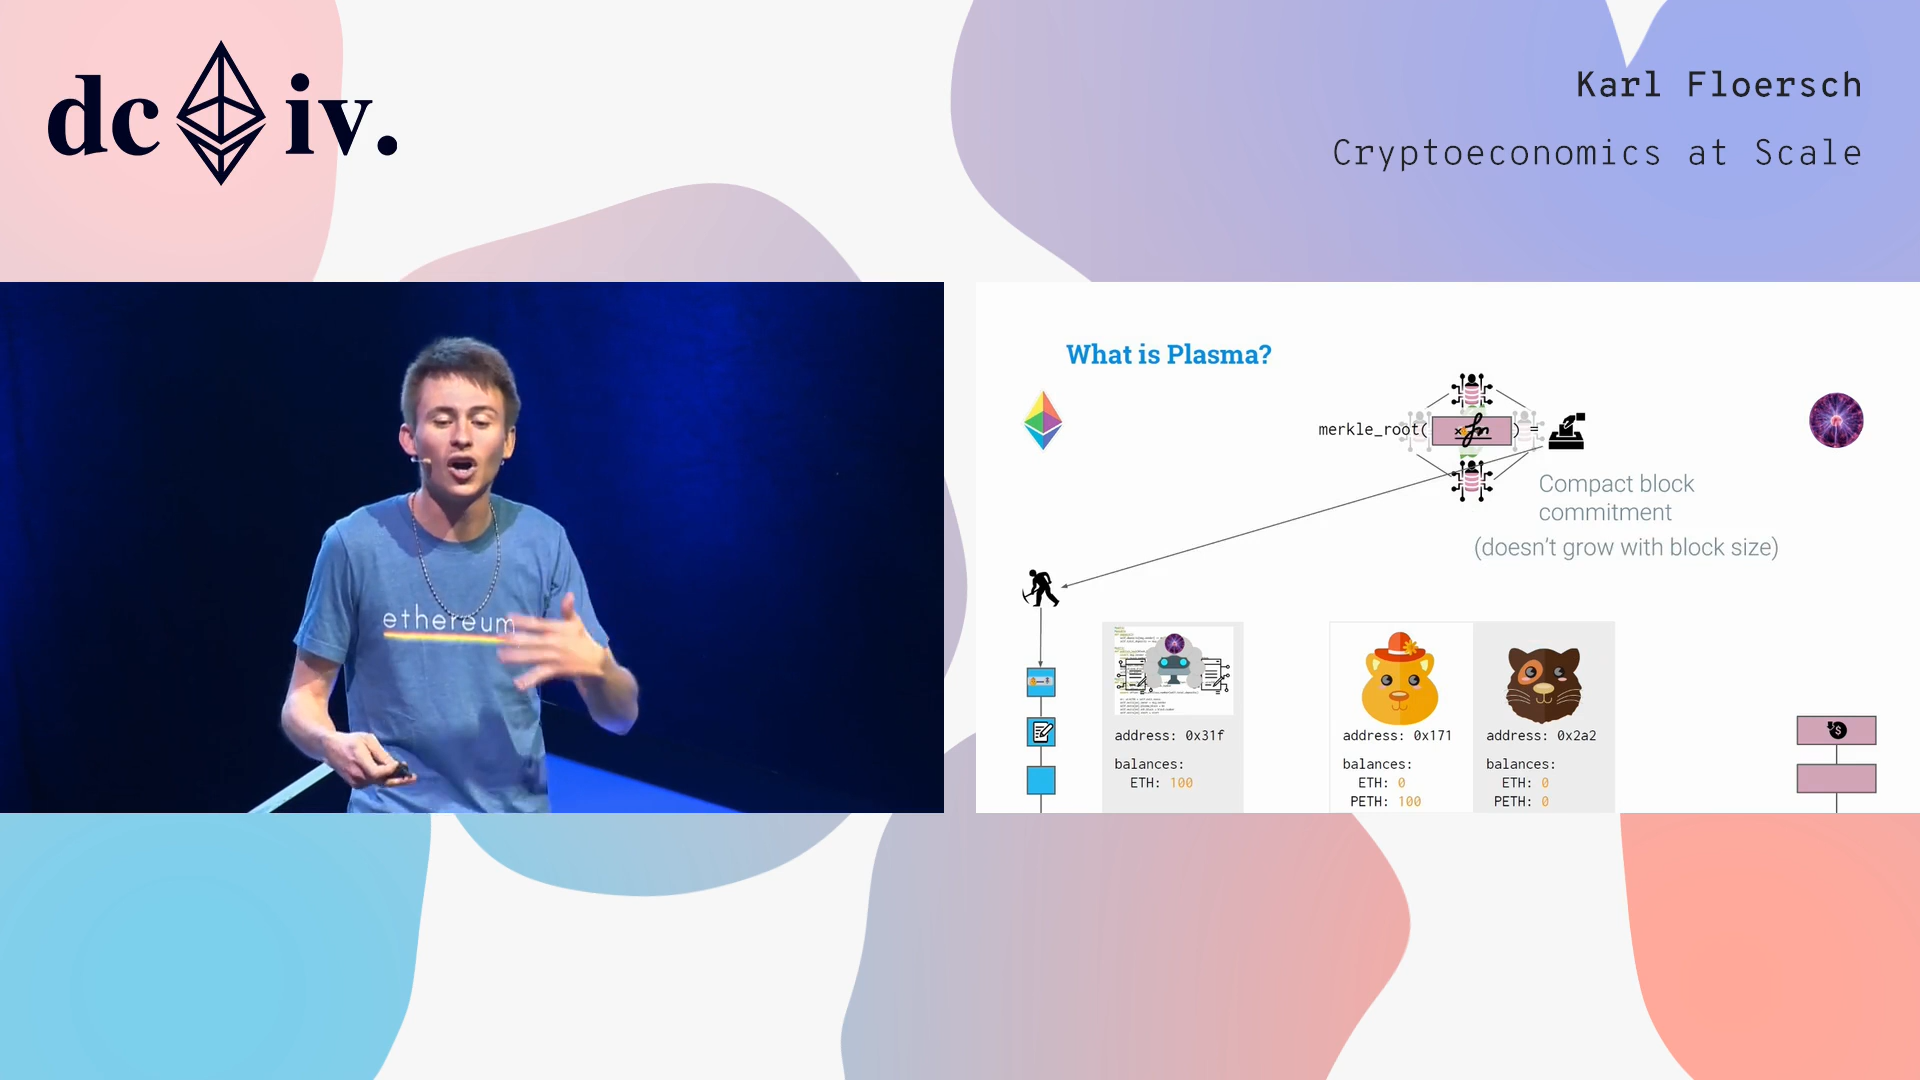 dc iv.
Karl Floersch
Cryptoeconomics at Scale
ethereum
What is Plasma?
merkle_root( ) =
Compact block
commitment
(doesn't grow with block size)
address: 0x31f
balances:
ETH: 100
address: 0x171
balances:
ETH: 0
PETH: 100
address: 0x2a2
balances:
ETH: 0
PETH: 0